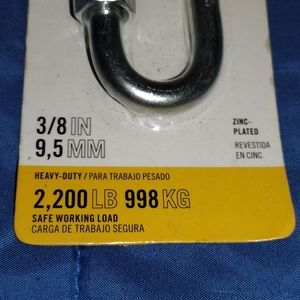 3/8 IN
9,5 MM
ZINC-
PLATED
REVESTIDA
EN CINC
HEAVY-DUTY / PARA TRABAJO PESADO
2,200 LB 998 KG
SAFE WORKING LOAD
CARGA DE TRABAJO SEGURA